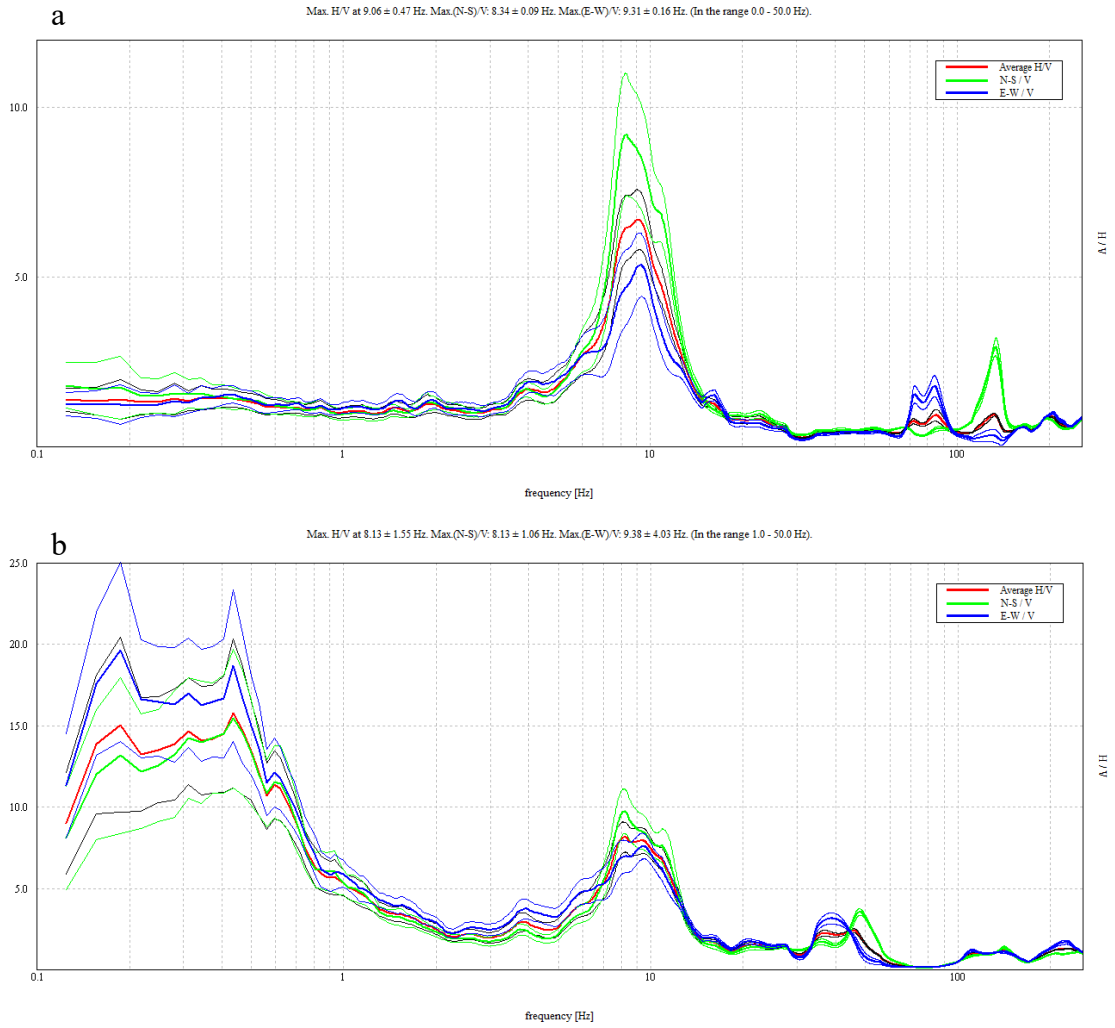 a
Max. H/V at 9.06 ± 0.47 Hz. Max.(N-S)/V: 8.34 ± 0.09 Hz. Max.(E-W)/V: 9.31 ± 0.16 Hz. (In the range 0.0 - 50.0 Hz).
Average H/V
N-S / V
E-W / V
10.0
5.0
H / V
0.1 1 10 100
frequency [Hz]
b
Max. H/V at 8.13 ± 1.55 Hz. Max.(N-S)/V: 8.13 ± 1.06 Hz. Max.(E-W)/V: 9.38 ± 4.03 Hz. (In the range 1.0 - 50.0 Hz).
25.0
Average H/V
N-S / V
E-W / V
20.0
15.0
10.0
H / V
5.0
0.1 1 10 100
frequency [Hz]